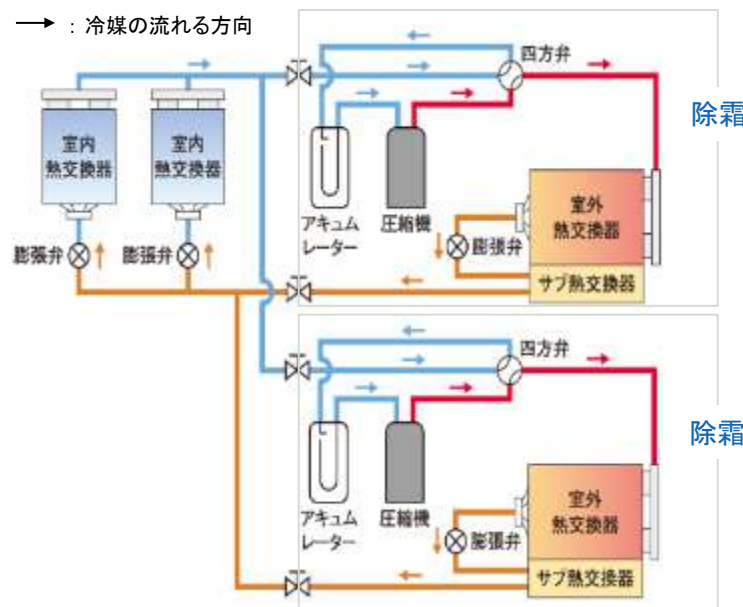 ：冷媒の流れる方向
四方弁
除霜
室内
熱交換器
室内
熱交換器
アキュム
レーター
圧縮機
膨張弁
室外
熱交換器
サブ熱交換器
膨張弁
膨張弁
四方弁
除霜
アキュム
レーター
圧縮機
膨張弁
室外
熱交換器
サブ熱交換器